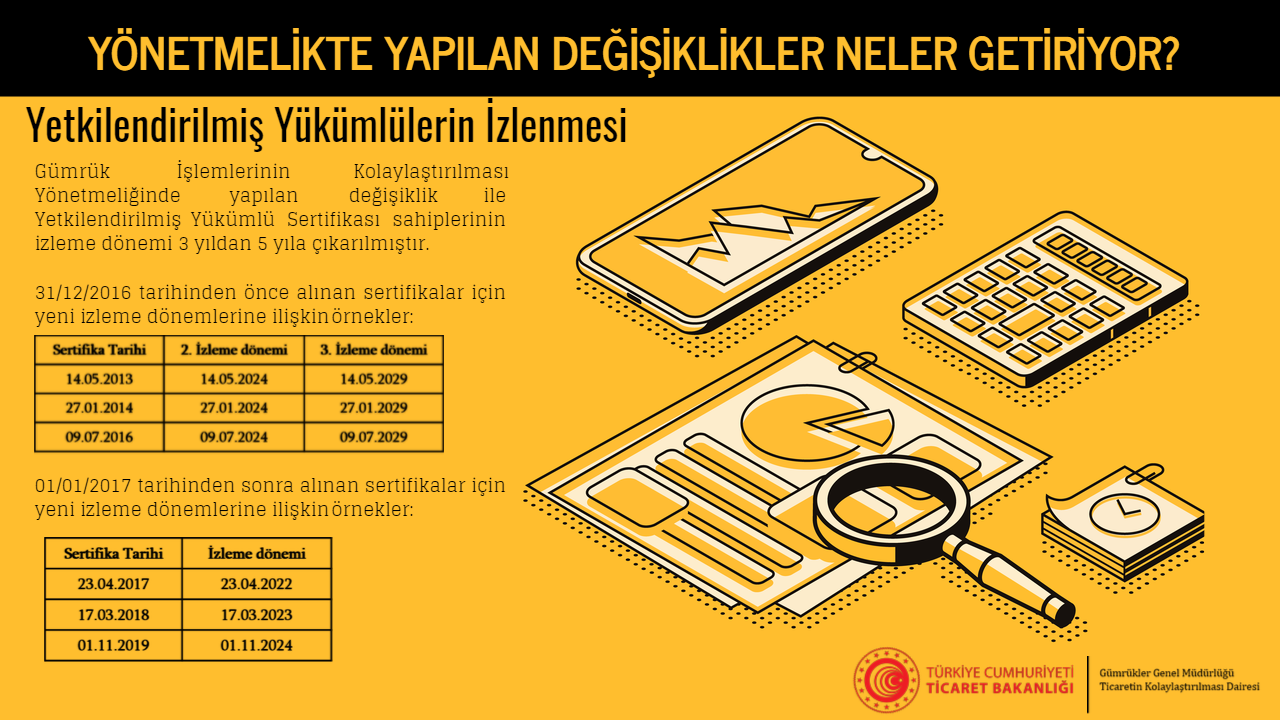 YÖNETMELİKTE YAPILAN DEĞİŞİKLİKLER NELER GETİRİYOR?
Yetkilendirilmiş Yükümlülerin İzlenmesi
Gümrük İşlemlerinin Kolaylaştırılması
Yönetmeliğinde yapılan değişiklik ile
Yetkilendirilmiş Yükümlü Sertifikası sahiplerinin
izleme dönemi 3 yıldan 5 yıla çıkarılmıştır.
31/12/2016 tarihinden önce alınan sertifikalar için
yeni izleme dönemlerine ilişkin örnekler:
Sertifika Tarihi 2. İzleme dönemi 3. İzleme dönemi
14.05.2013 14.05.2024 14.05.2029
27.01.2014 27.01.2024 27.01.2029
09.07.2016 09.07.2024 09.07.2029
01/01/2017 tarihinden sonra alınan sertifikalar için
yeni izleme dönemlerine ilişkin örnekler:
Sertifika Tarihi İzleme dönemi
23.04.2017 23.04.2022
17.03.2018 17.03.2023
01.11.2019 01.11.2024
TÜRKİYE CUMHURİYETİ
TİCARET BAKANLIĞI
Gümrükler Genel Müdürlüğü
Ticaretin Kolaylaştırılması Dairesi